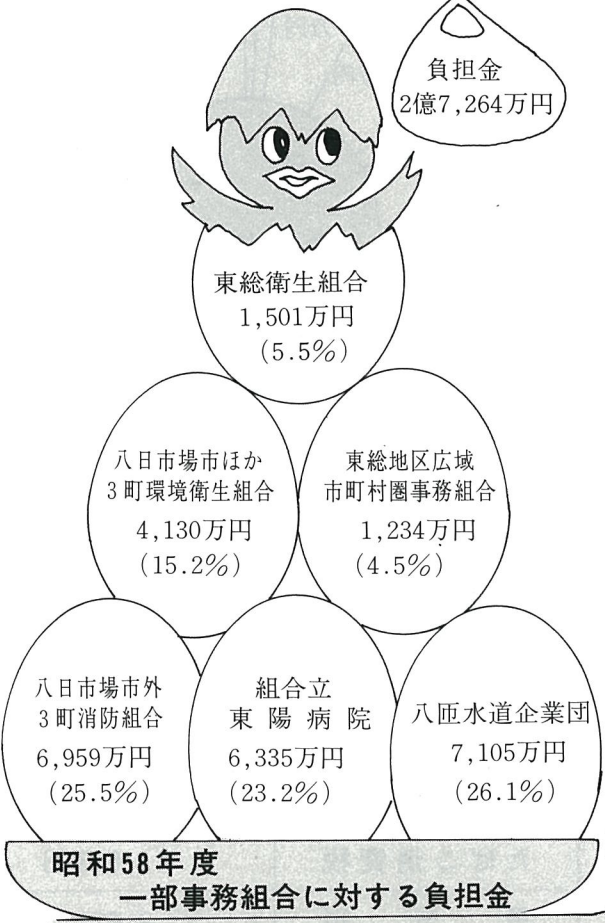 負担金
2億7,264万円
東総衛生組合
1,501万円
(5.5%)
八日市場市ほか
3町環境衛生組合
4,130万円
(15.2%)
東総地区広域
市町村圏事務組合
1,234万円
(4.5%)
八日市場市外
3町消防組合
6,959万円
(25.5%)
組合立
東陽病院
6,335万円
(23.2%)
八匝水道企業団
7,105万円
(26.1%)
昭和58年度
一部事務組合に対する負担金